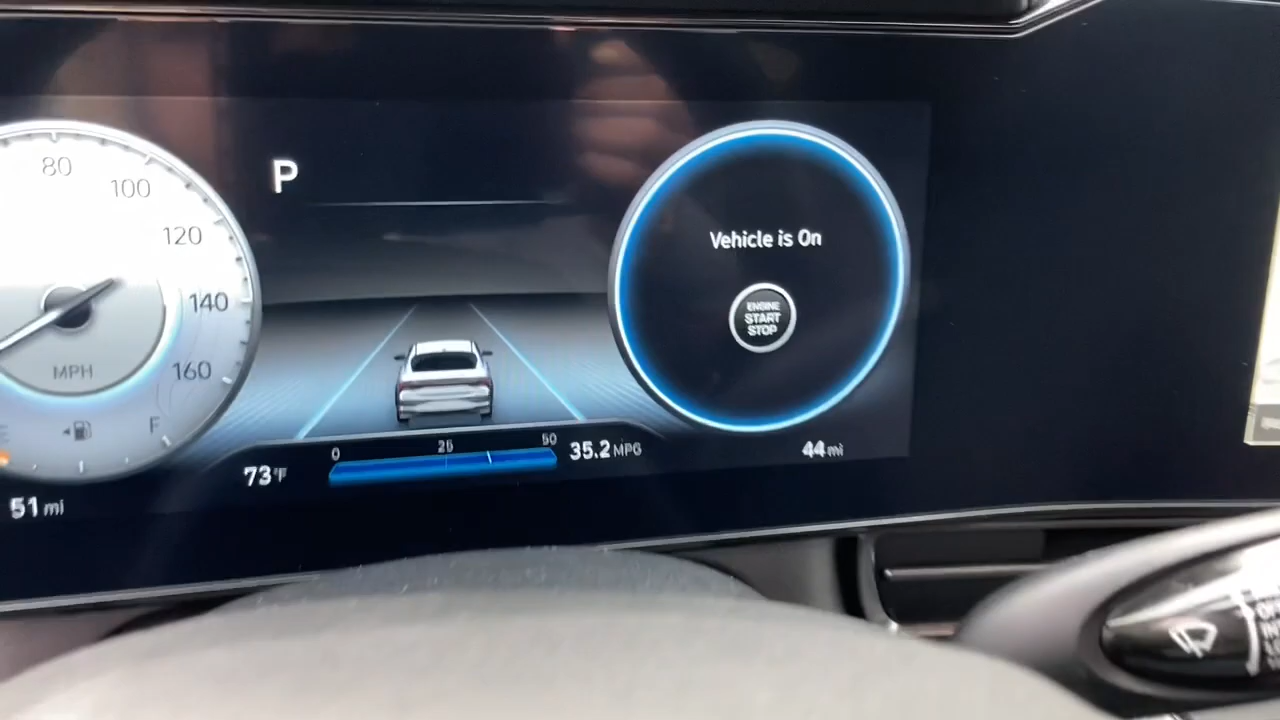 80
100
120
140
160
MPH
F
51 mi
P
73°F
0
25
50
35.2 MPG
Vehicle is On
ENGINE
START
STOP
44 mi